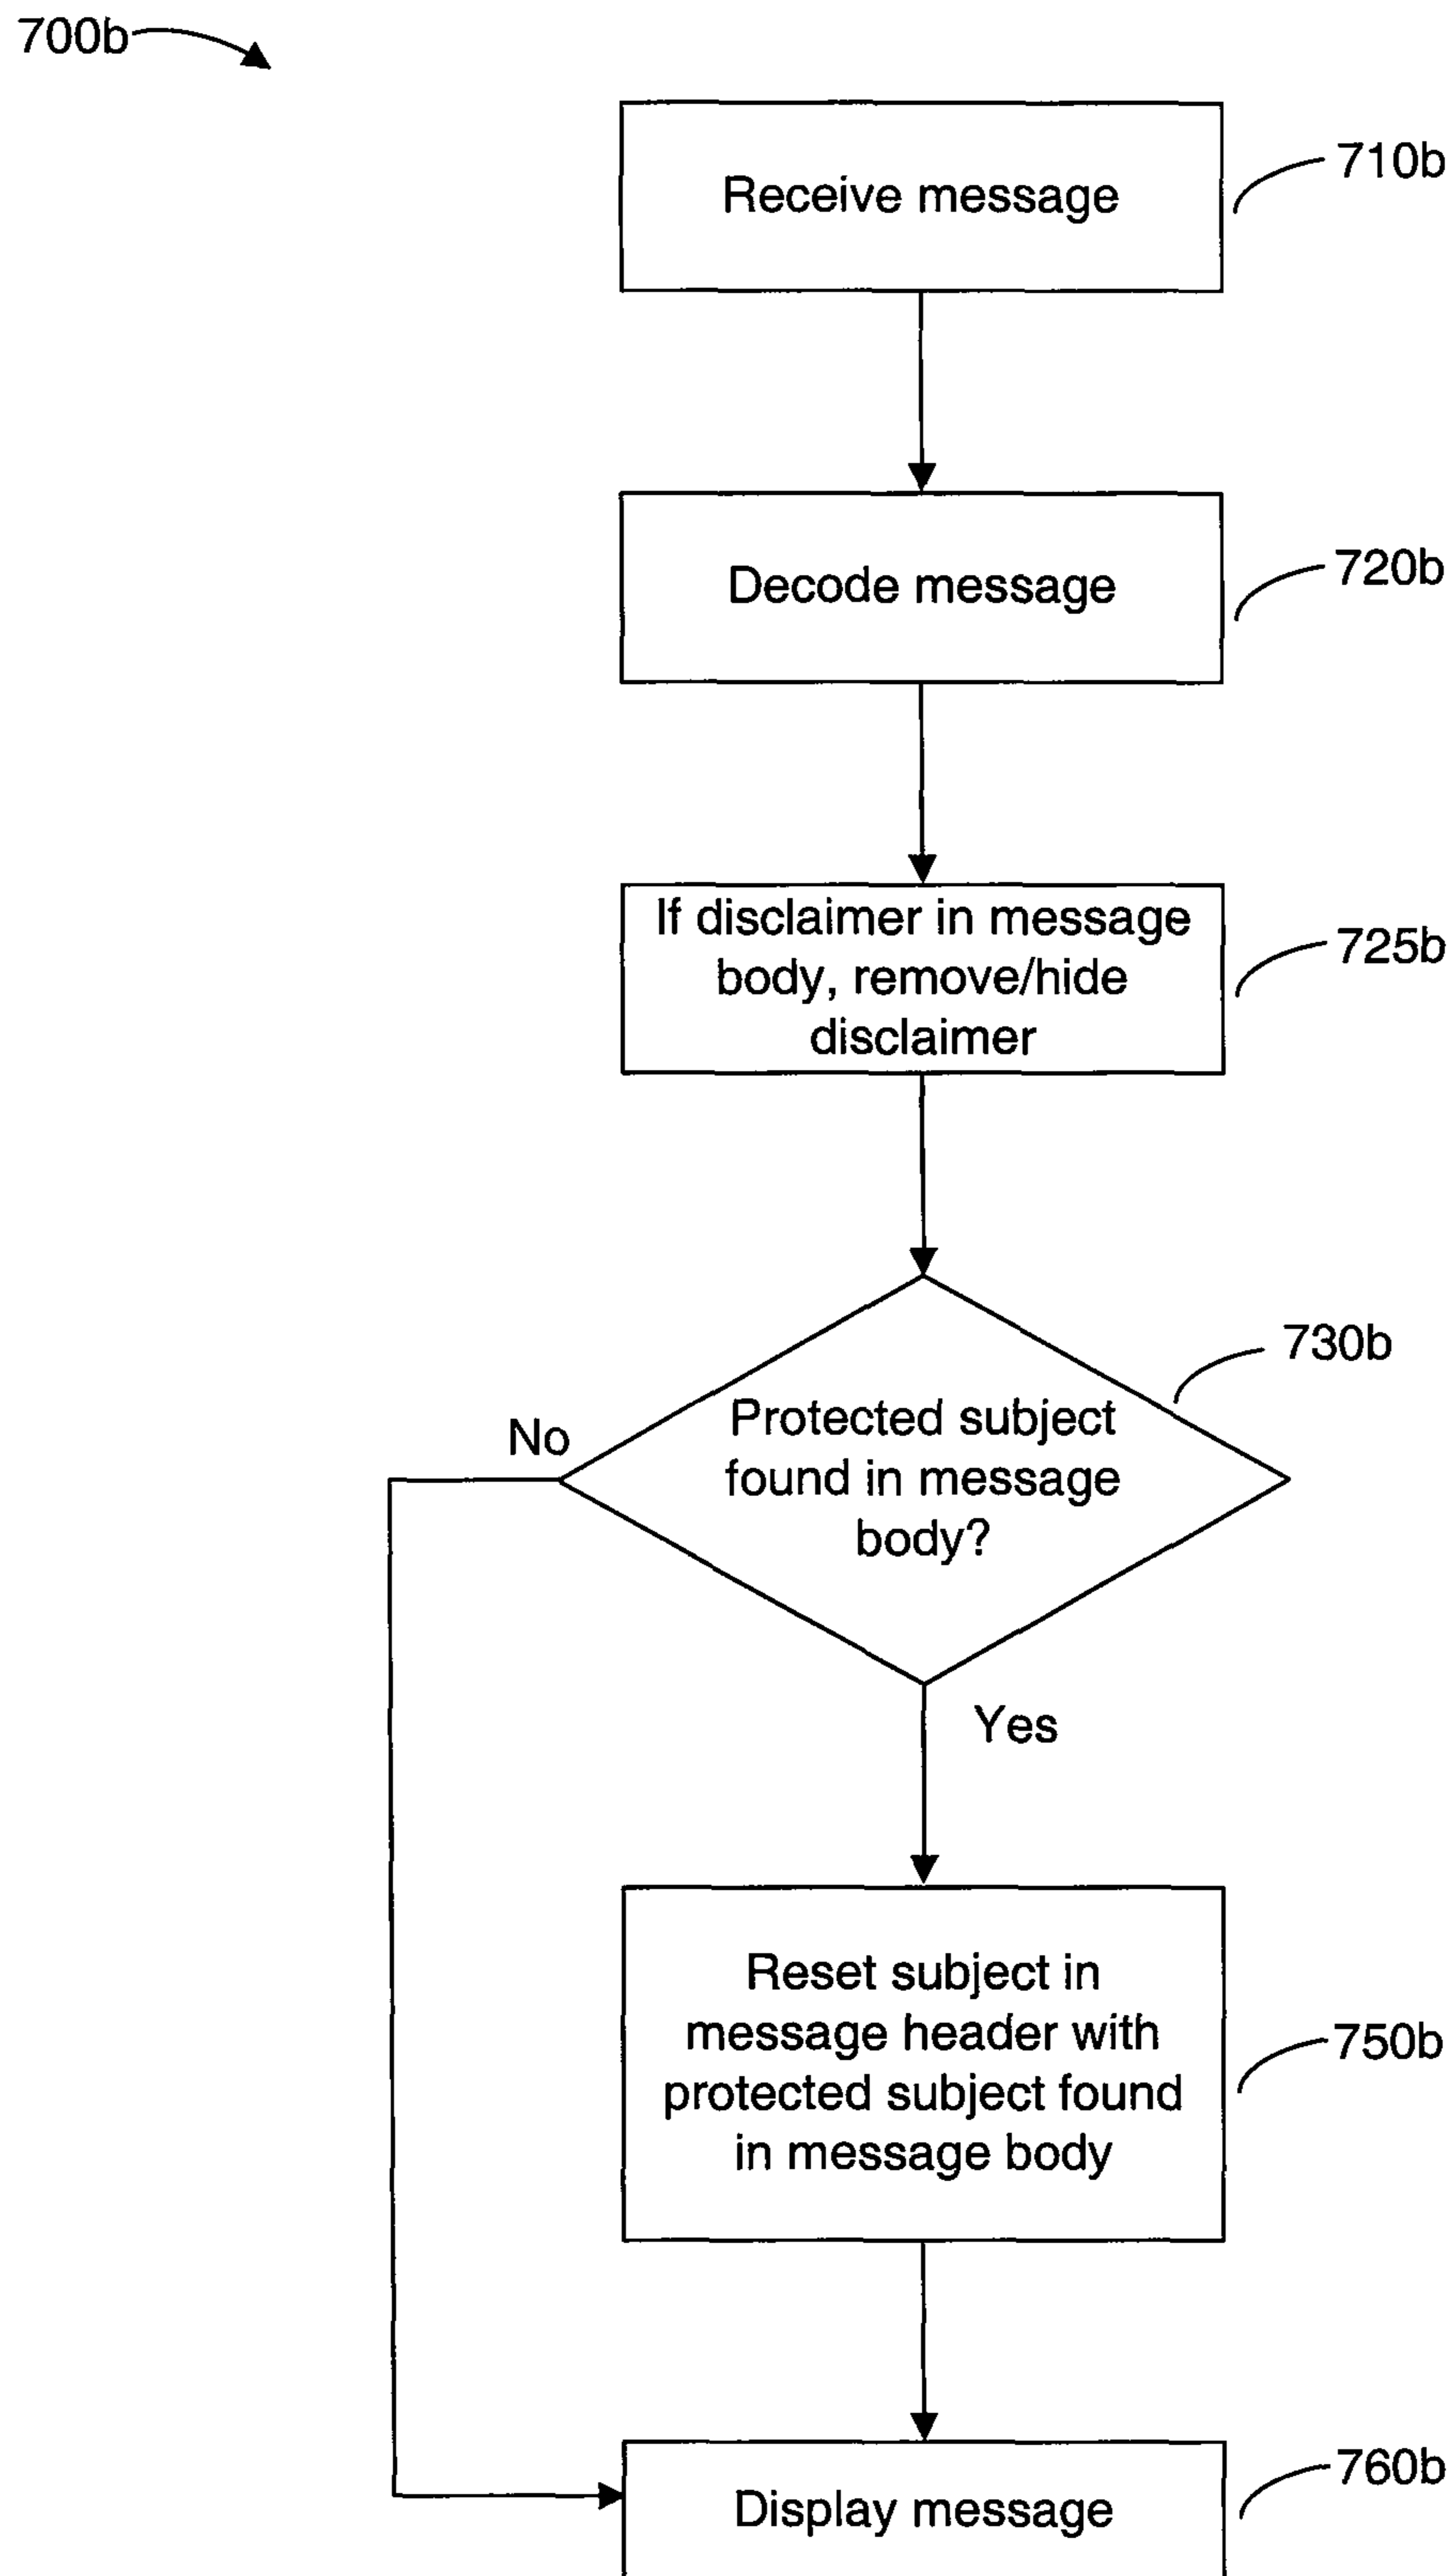 700b
Receive message
710b
Decode message
720b
If disclaimer in message
body, remove/hide
disclaimer
725b
730b
Protected subject
found in message
body?
No
Yes
Reset subject in
message header with
protected subject found
in message body
750b
Display message
760b